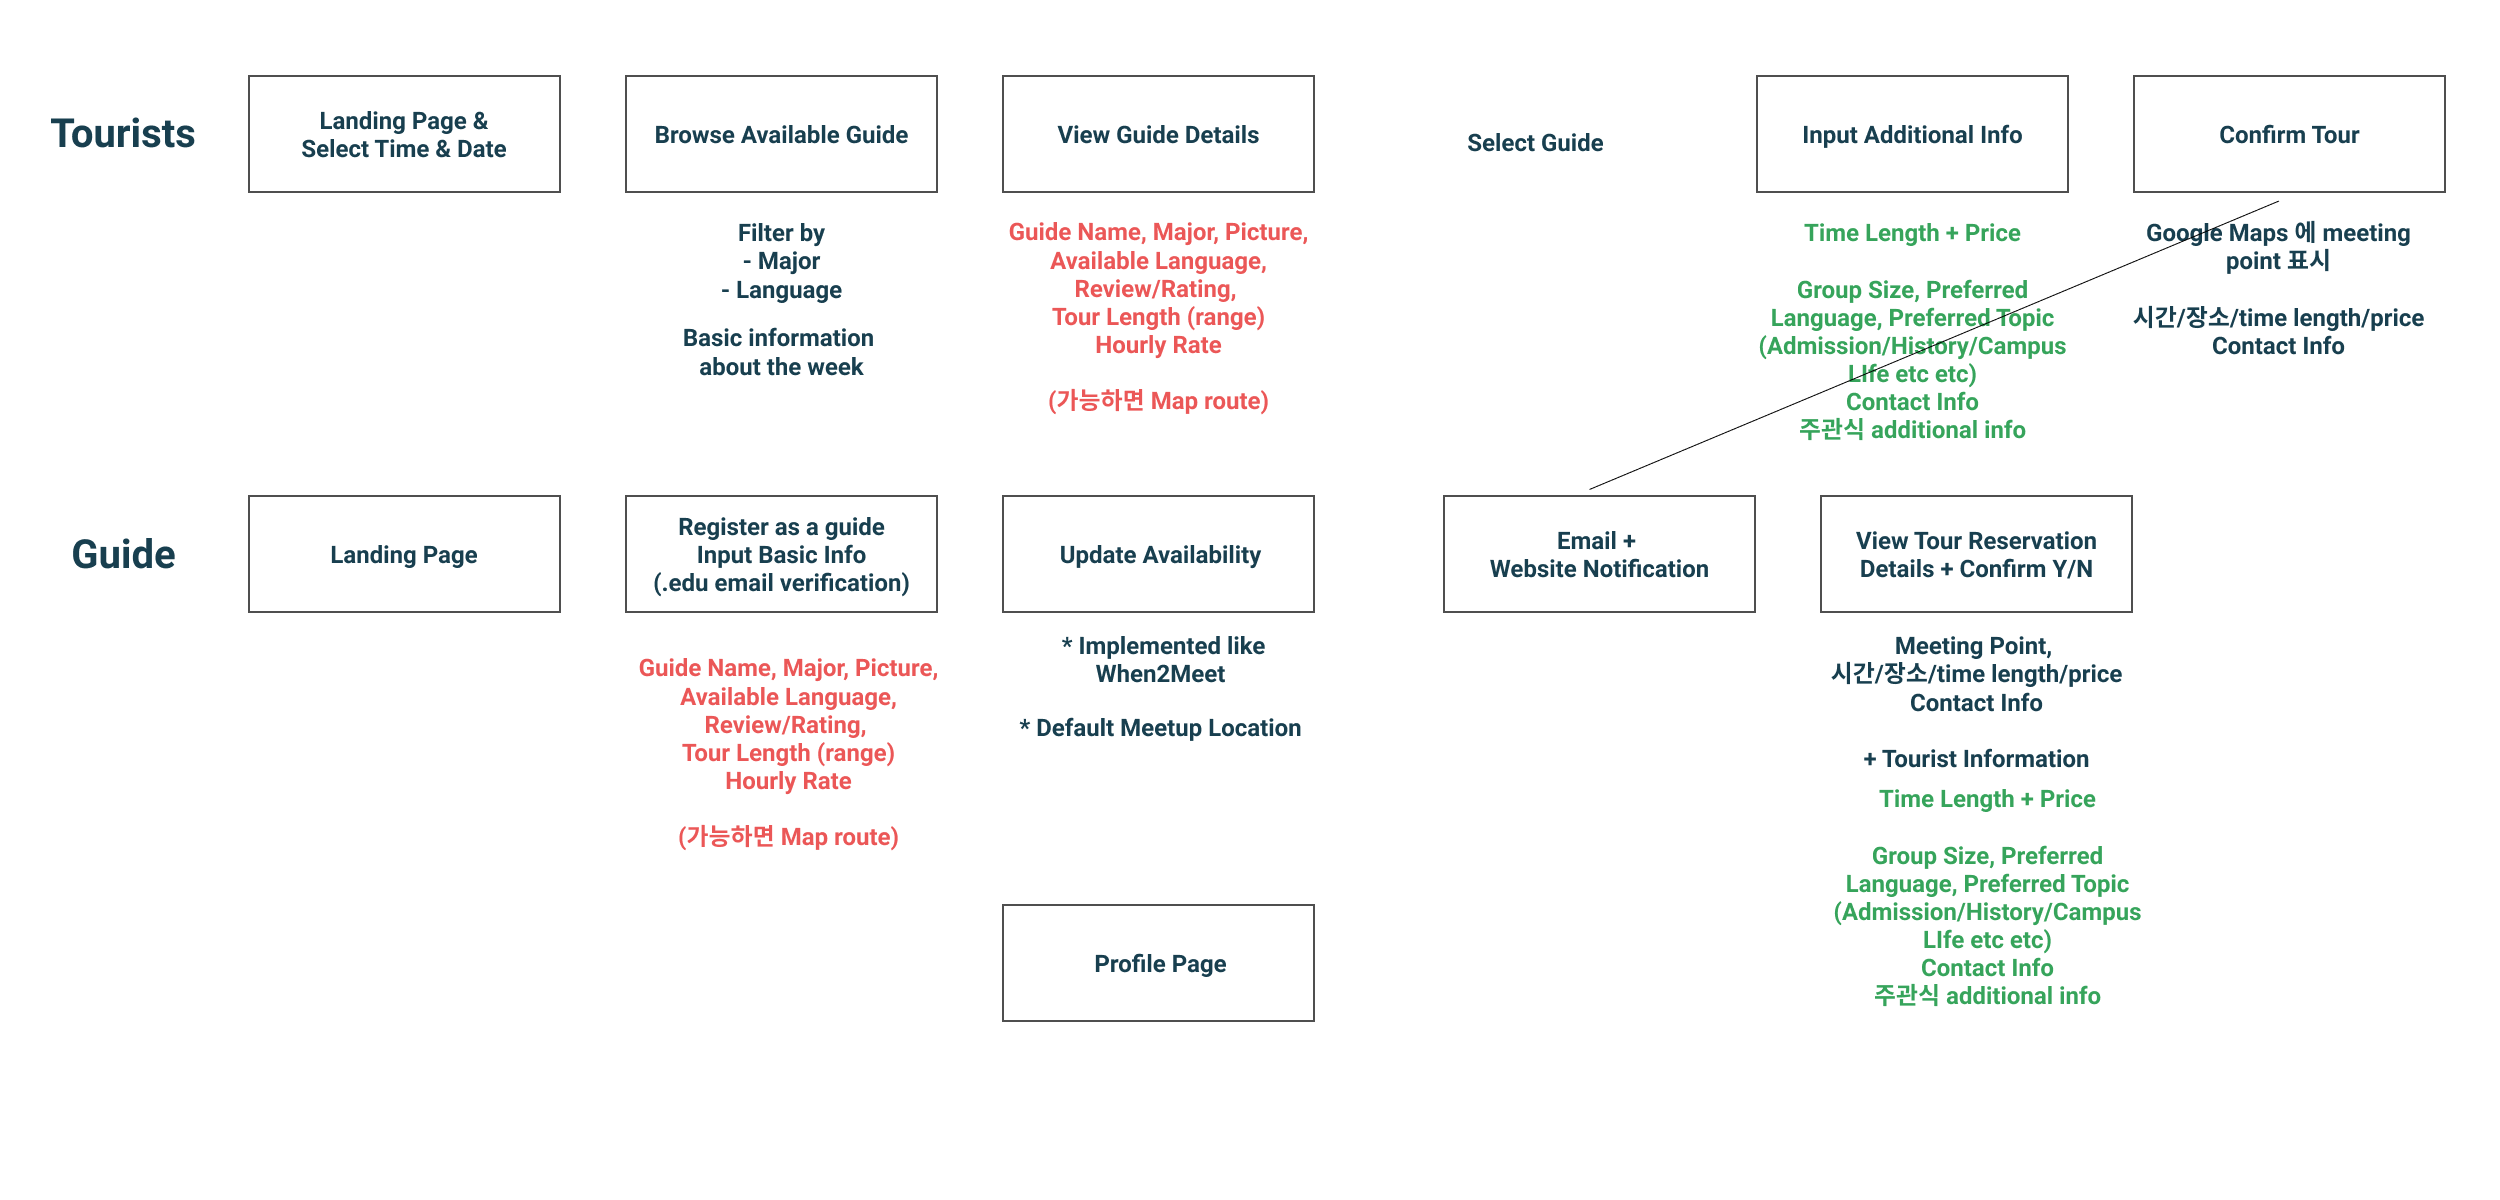 Tourists
Landing Page &
Select Time & Date
Browse Available Guide
Filter by
- Major
- Language
Basic information
about the week
View Guide Details
Guide Name, Major, Picture,
Available Language,
Review/Rating,
Tour Length (range)
Hourly Rate
(가능하면 Map route)
Select Guide
Input Additional Info
Time Length + Price
Group Size, Preferred
Language, Preferred Topic
(Admission/History/Campus
LIfe etc etc)
Contact Info
주관식 additional info
Confirm Tour
Google Maps 에 meeting
point 표시
시간/장소/time length/price
Contact Info
Guide
Landing Page
Register as a guide
Input Basic Info
(.edu email verification)
Guide Name, Major, Picture,
Available Language,
Review/Rating,
Tour Length (range)
Hourly Rate
(가능하면 Map route)
Update Availability
* Implemented like
When2Meet
* Default Meetup Location
Profile Page
Email +
Website Notification
View Tour Reservation
Details + Confirm Y/N
Meeting Point,
시간/장소/time length/price
Contact Info
+ Tourist Information
Time Length + Price
Group Size, Preferred
Language, Preferred Topic
(Admission/History/Campus
LIfe etc etc)
Contact Info
주관식 additional info